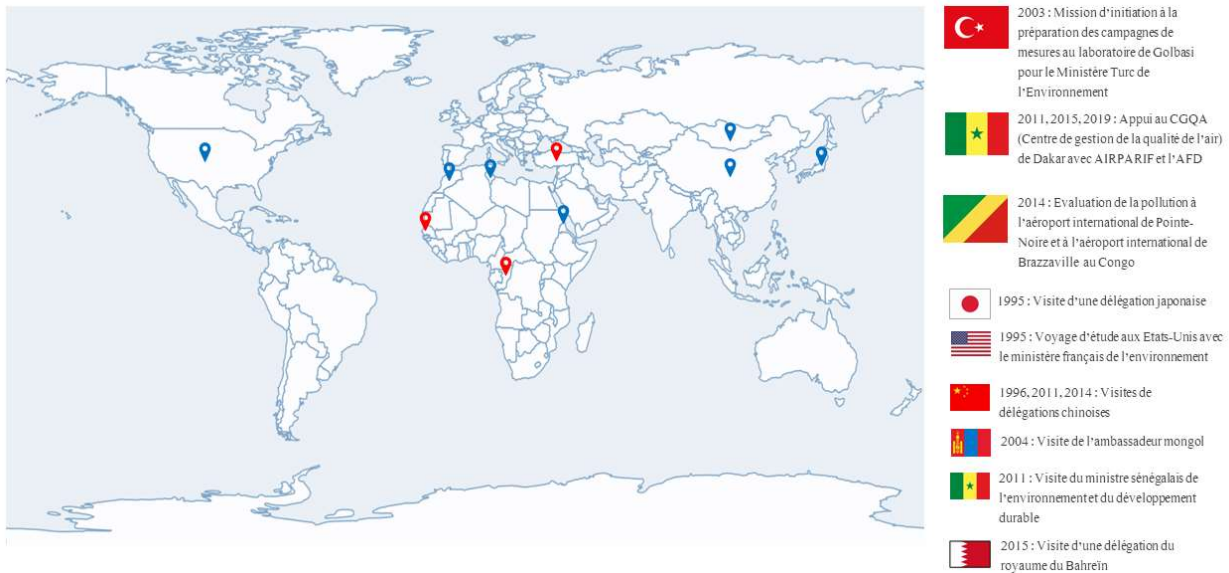 2003 : Mission d'initiation à la
préparation des campagnes de
mesures au laboratoire de Golbasi
pour le Ministère Turc de
l'Environnement
2011, 2015, 2019 : Appui au CGQA
(Centre de gestion de la qualité de l'air)
de Dakar avec AIRPARIF et l'AFD
2014 : Evaluation de la pollution à
l'aéroport international de Pointe-
Noire et à l'aéroport international de
Brazzaville au Congo
1995 : Visite d'une délégation japonaise
1995 : Voyage d'étude aux Etats-Unis avec
le ministère français de l'environnement
1996, 2011, 2014 : Visites de
délégations chinoises
2004 : Visite de l'ambassadeur mongol
2011 : Visite du ministre sénégalais de
l'environnement et du développement
durable
2015 : Visite d'une délégation du
royaume du Bahreïn